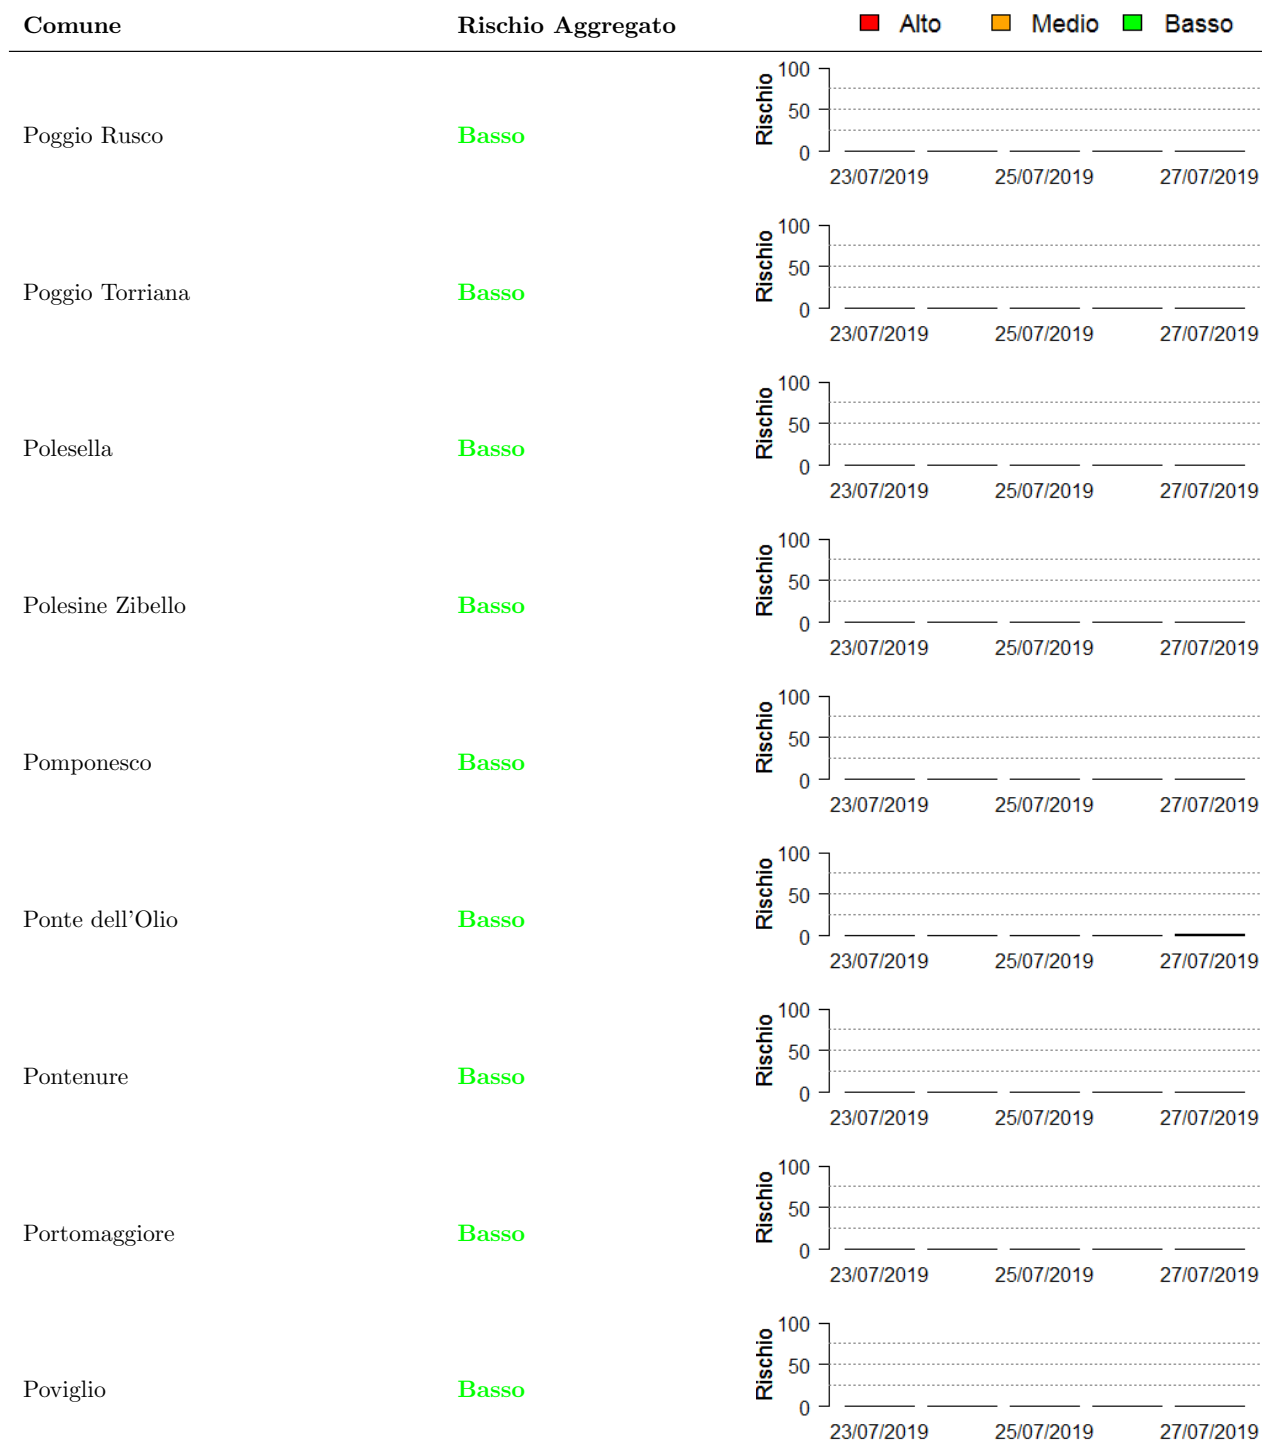 Comune Rischio Aggregato Alto Medio Basso
100
50
0
Rischio
Poggio Rusco Basso
23/07/2019 25/07/2019 27/07/2019
100
50
0
Rischio
Poggio Torriana Basso
23/07/2019 25/07/2019 27/07/2019
100
50
0
Rischio
Polesella Basso
23/07/2019 25/07/2019 27/07/2019
100
50
0
Rischio
Polesine Zibello Basso
23/07/2019 25/07/2019 27/07/2019
100
50
0
Rischio
Pomponesco Basso
23/07/2019 25/07/2019 27/07/2019
100
50
0
Rischio
Ponte dell'Olio Basso
23/07/2019 25/07/2019 27/07/2019
100
50
0
Rischio
Pontenure Basso
23/07/2019 25/07/2019 27/07/2019
100
50
0
Rischio
Portomaggiore Basso
23/07/2019 25/07/2019 27/07/2019
100
50
0
Rischio
Poviglio Basso
23/07/2019 25/07/2019 27/07/2019